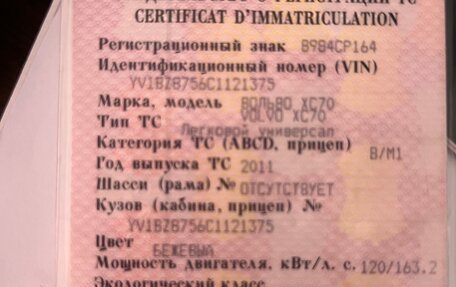 CERTIFICAT D'IMMATRICULATION
Регистрационный знак В984СР164
Идентификационный номер (VIN)
YV1BZ8756C1121375
Марка, модель ВОЛЬВО XC70
VOLVO XC70
Тип ТС Легковой универсал
Категория ТС (ABCD, прицеп) B/M1
Год выпуска ТС 2011
Шасси (рама) № ОТСУТСТВУЕТ
Кузов (кабина, прицеп) №
YV1BZ8756C1121375
Цвет БЕЖЕВЫЙ
Мощность двигателя, кВт/л. с. 120/163.2
Экологический класс